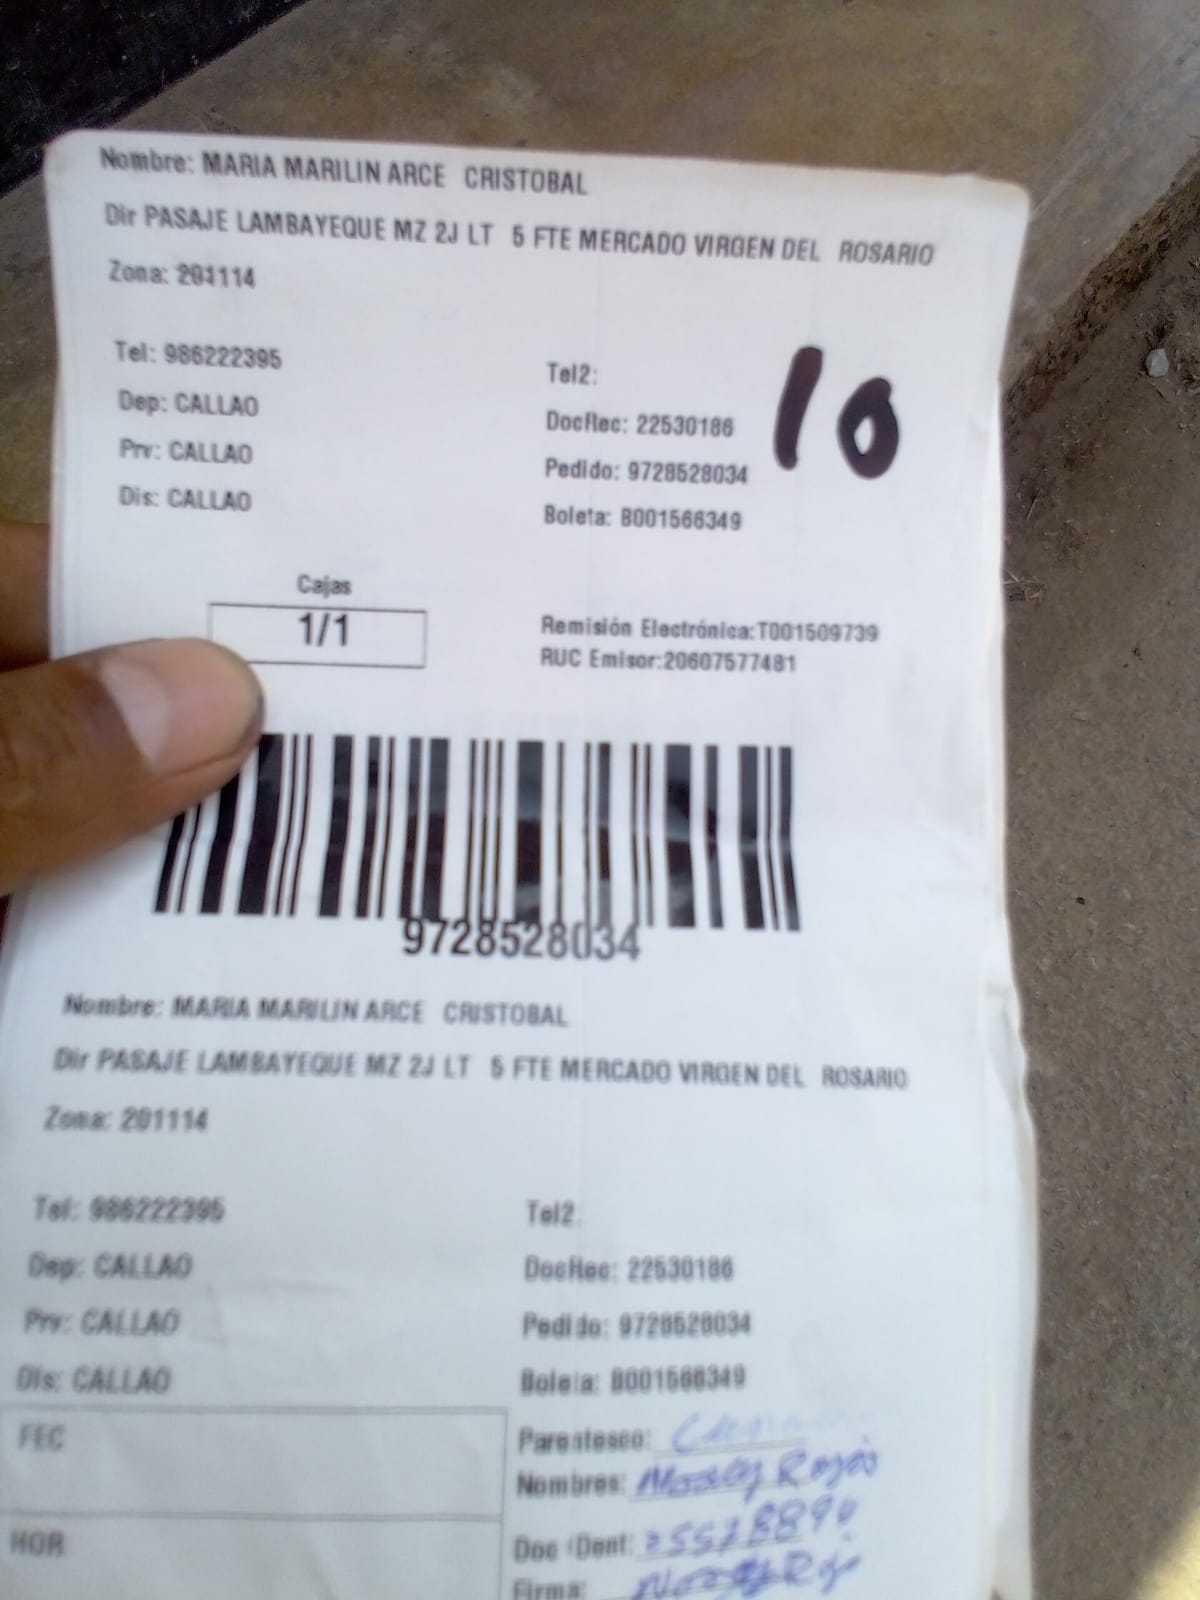 Nombre: MARIA MARILIN ARCE CRISTOBAL
Dir PASAJE LAMBAYEQUE MZ 2J LT 5 FTE MERCADO VIRGEN DEL ROSARIO
Zona: 201114
Tel: 986222395
Tel2:
10
Dep: CALLAO
DocRec: 22530186
Prv: CALLAO
Pedido: 9728528034
Dis: CALLAO
Boleta: B001566349
Cajas
1/1
Remisión Electrónica:T001509739
RUC Emisor:20607577481
9728528034
Nombre: MARIA MARILIN ARCE CRISTOBAL
Dir PASAJE LAMBAYEQUE MZ 2J LT 5 FTE MERCADO VIRGEN DEL ROSARIO
Zona: 201114
Tel: 986222395
Tel2:
Dep: CALLAO
DocRec: 22530186
Prv: CALLAO
Pedido: 9728528034
Dis: CALLAO
Boleta: B001566349
FEC
Parentesco:
Nombres: Rojas
HOR
Doc Ident:
Firma: